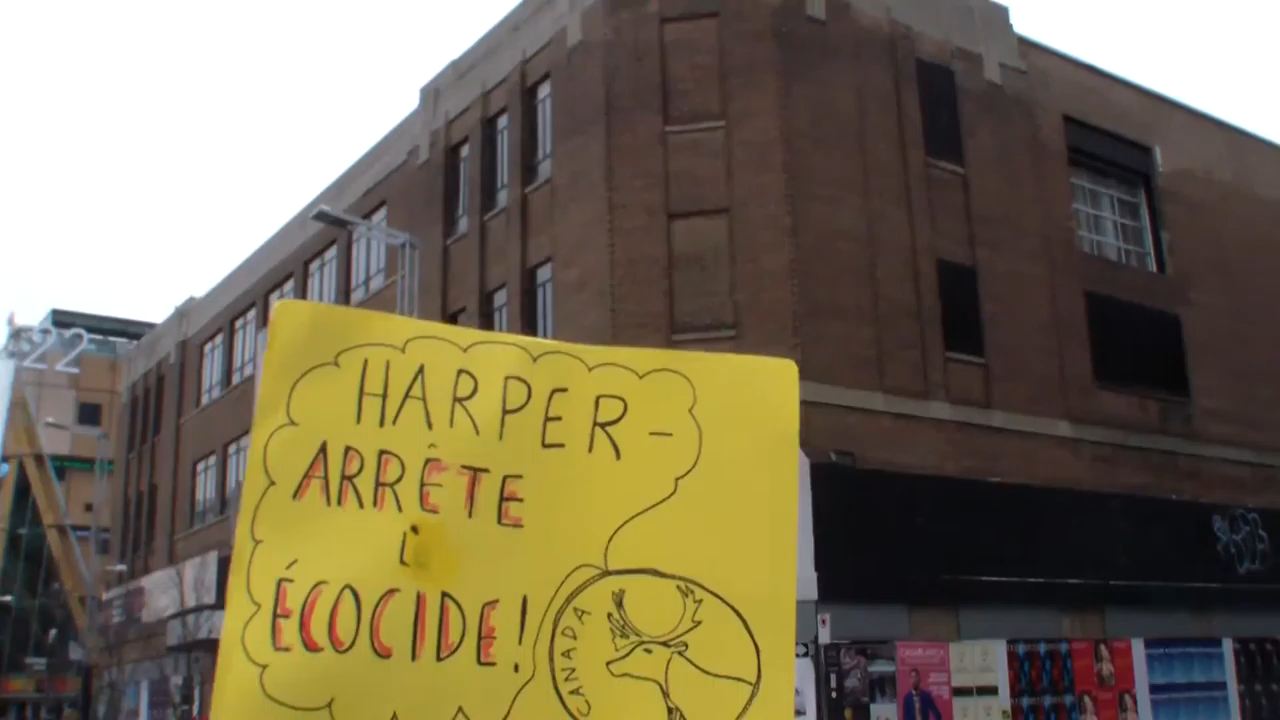 22
HARPER-
ARRÊTE
L'
ÉCOCIDE!
CANADA